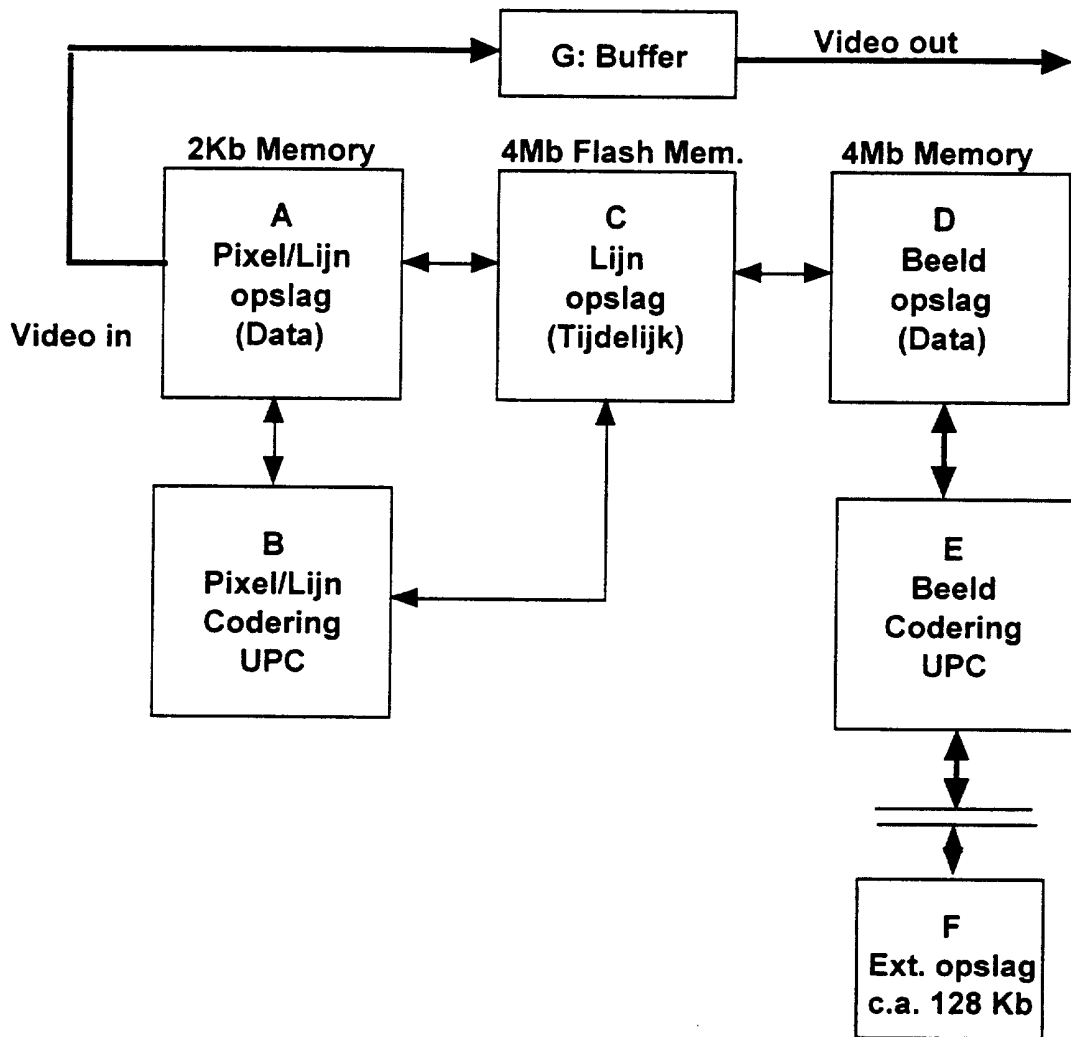 G: Buffer
Video out
2Kb Memory
4Mb Flash Mem.
4Mb Memory
A
Pixel/Lijn
opslag
(Data)
C
Lijn
opslag
(Tijdelijk)
D
Beeld
opslag
(Data)
Video in
B
Pixel/Lijn
Codering
UPC
E
Beeld
Codering
UPC
F
Ext. opslag
c.a. 128 Kb